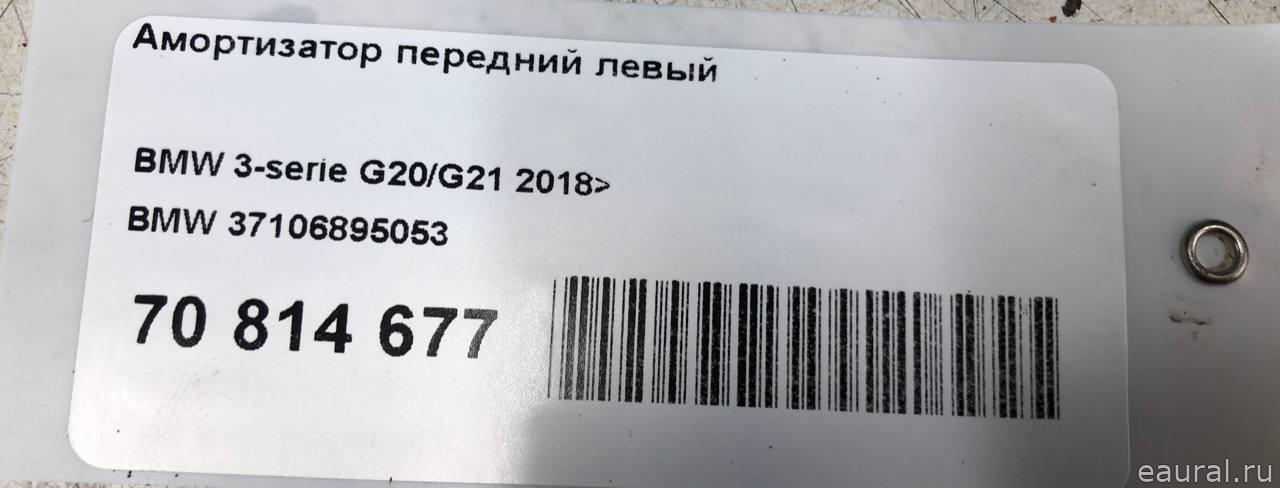 Амортизатор передний левый
BMW 3-serie G20/G21 2018>
BMW 37106895053
70 814 677
eaural.ru